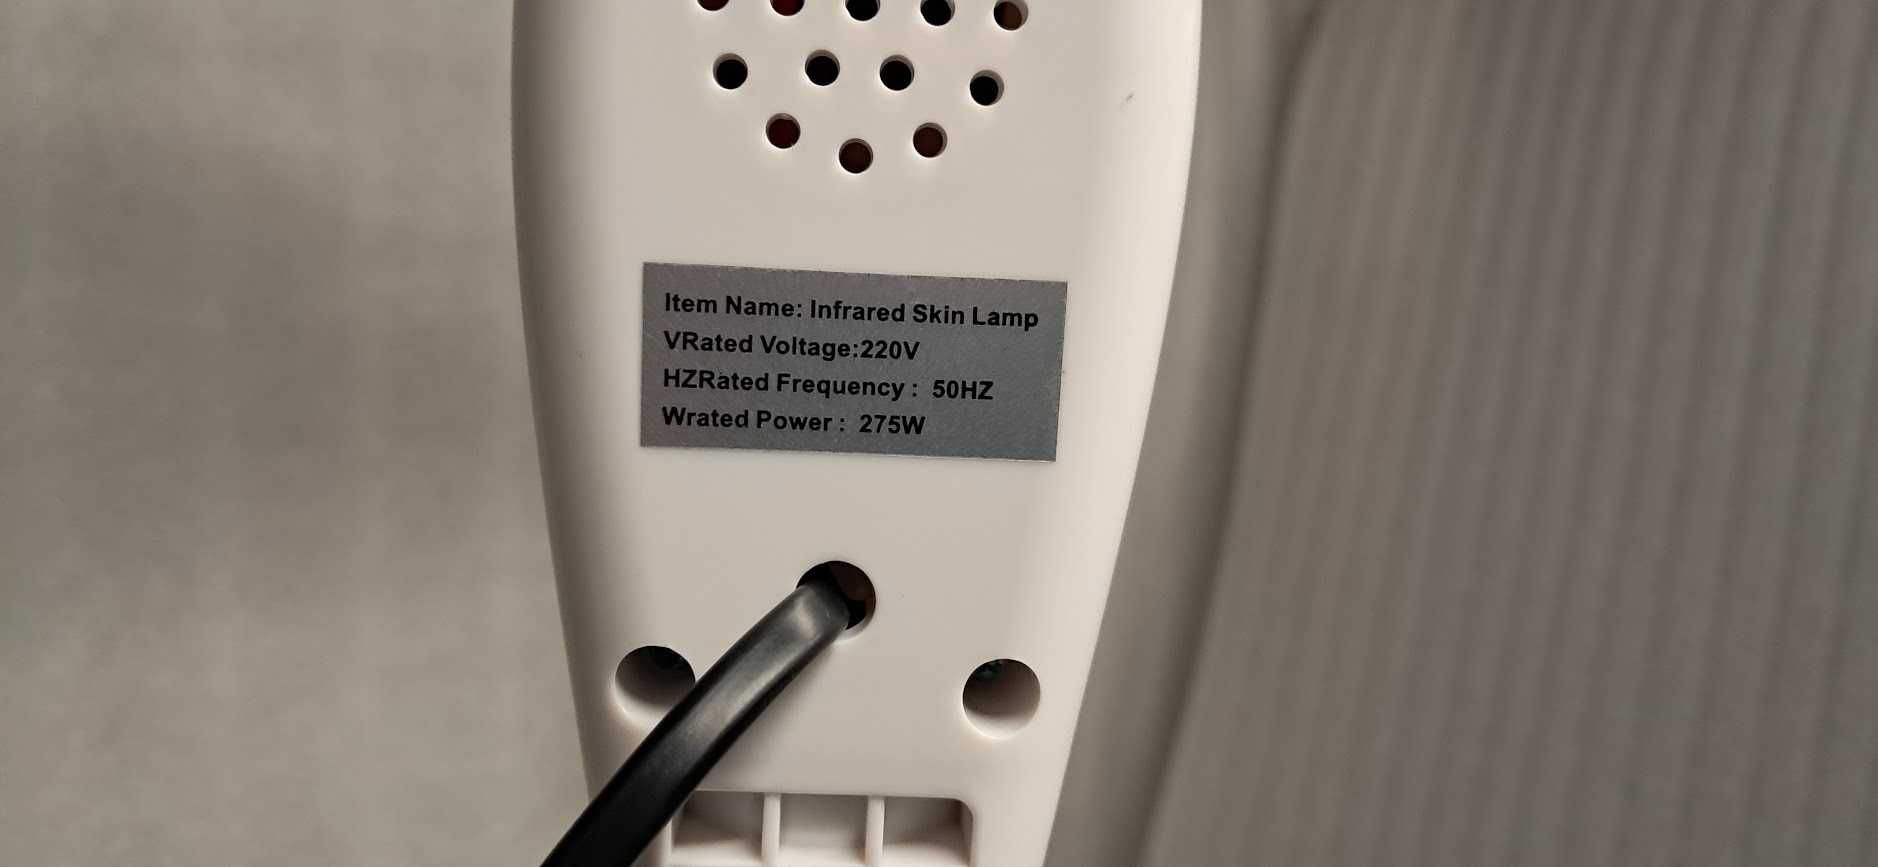 Item Name: Infrared Skin Lamp
VRated Voltage:220V
HZRated Frequency : 50HZ
Wrated Power : 275W